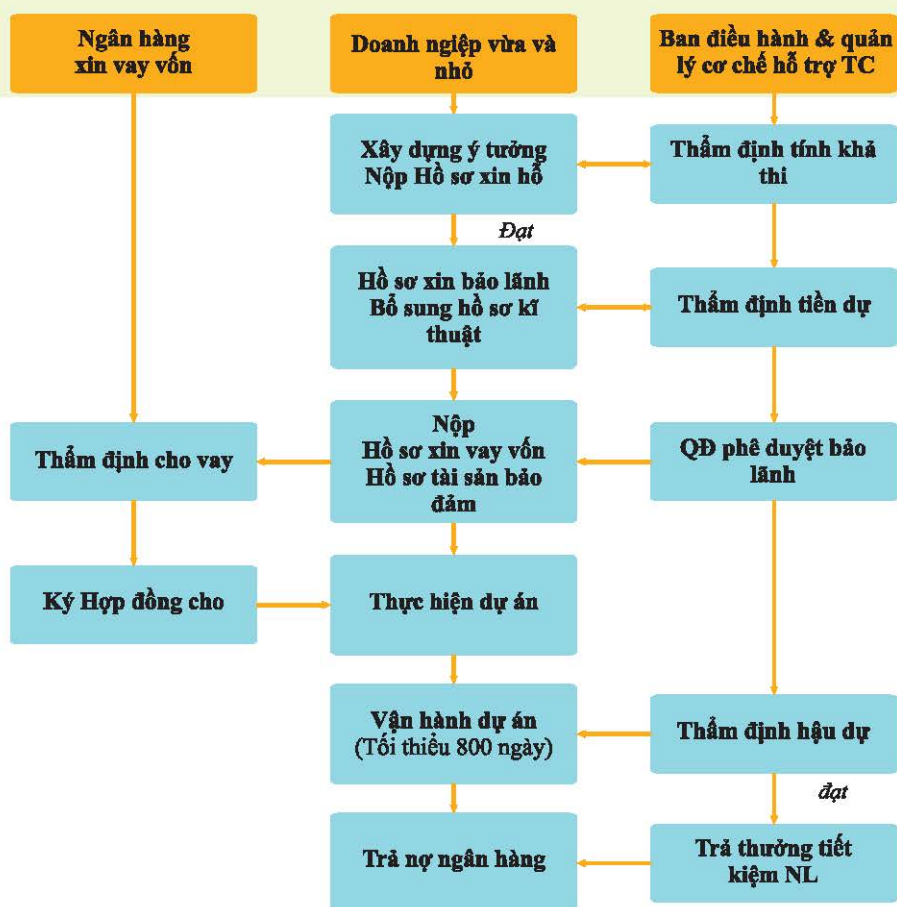 Ngân hàng
xin vay vốn
Doanh ngiệp vừa và
nhỏ
Ban điều hành & quản
lý cơ chế hỗ trợ TC
Xây dựng ý tưởng
Nộp Hồ sơ xin hỗ
Thẩm định tính khả
thi
Đạt
Hồ sơ xin bảo lãnh
Bổ sung hồ sơ kĩ
thuật
Thẩm định tiền dự
Thẩm định cho vay
Nộp
Hồ sơ xin vay vốn
Hồ sơ tài sản bảo
đảm
QĐ phê duyệt bảo
lãnh
Ký Hợp đồng cho
Thực hiện dự án
Vận hành dự án
(Tối thiểu 800 ngày)
Thẩm định hậu dự
đạt
Trả nợ ngân hàng
Trả thưởng tiết
kiệm NL